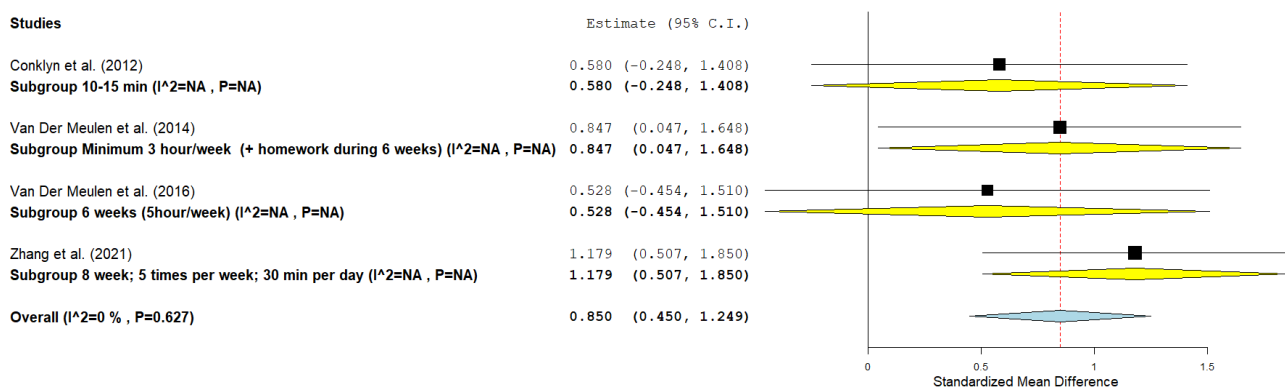 Studies Estimate (95% C.I.)
Conklyn et al. (2012) 0.580 (-0.248, 1.408)
Subgroup 10-15 min (I^2=NA , P=NA) 0.580 (-0.248, 1.408)
Van Der Meulen et al. (2014) 0.847 (0.047, 1.648)
Subgroup Minimum 3 hour/week (+ homework during 6 weeks) (I^2=NA , P=NA) 0.847 (0.047, 1.648)
Van Der Meulen et al. (2016) 0.528 (-0.454, 1.510)
Subgroup 6 weeks (5hour/week) (I^2=NA , P=NA) 0.528 (-0.454, 1.510)
Zhang et al. (2021) 1.179 (0.507, 1.850)
Subgroup 8 week; 5 times per week; 30 min per day (I^2=NA , P=NA) 1.179 (0.507, 1.850)
Overall (I^2=0 % , P=0.627) 0.850 (0.450, 1.249)
0 0.5 1 1.5
Standardized Mean Difference